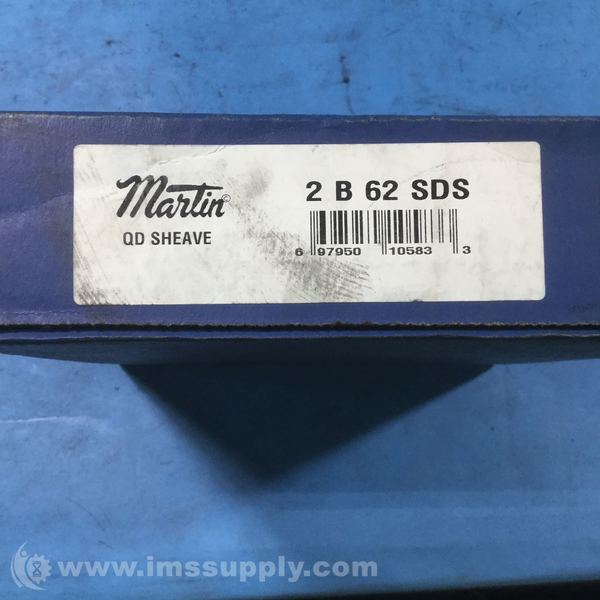 Martin©
QD SHEAVE
2 B 62 SDS
6 97950 10583 3
www.imssupply.com